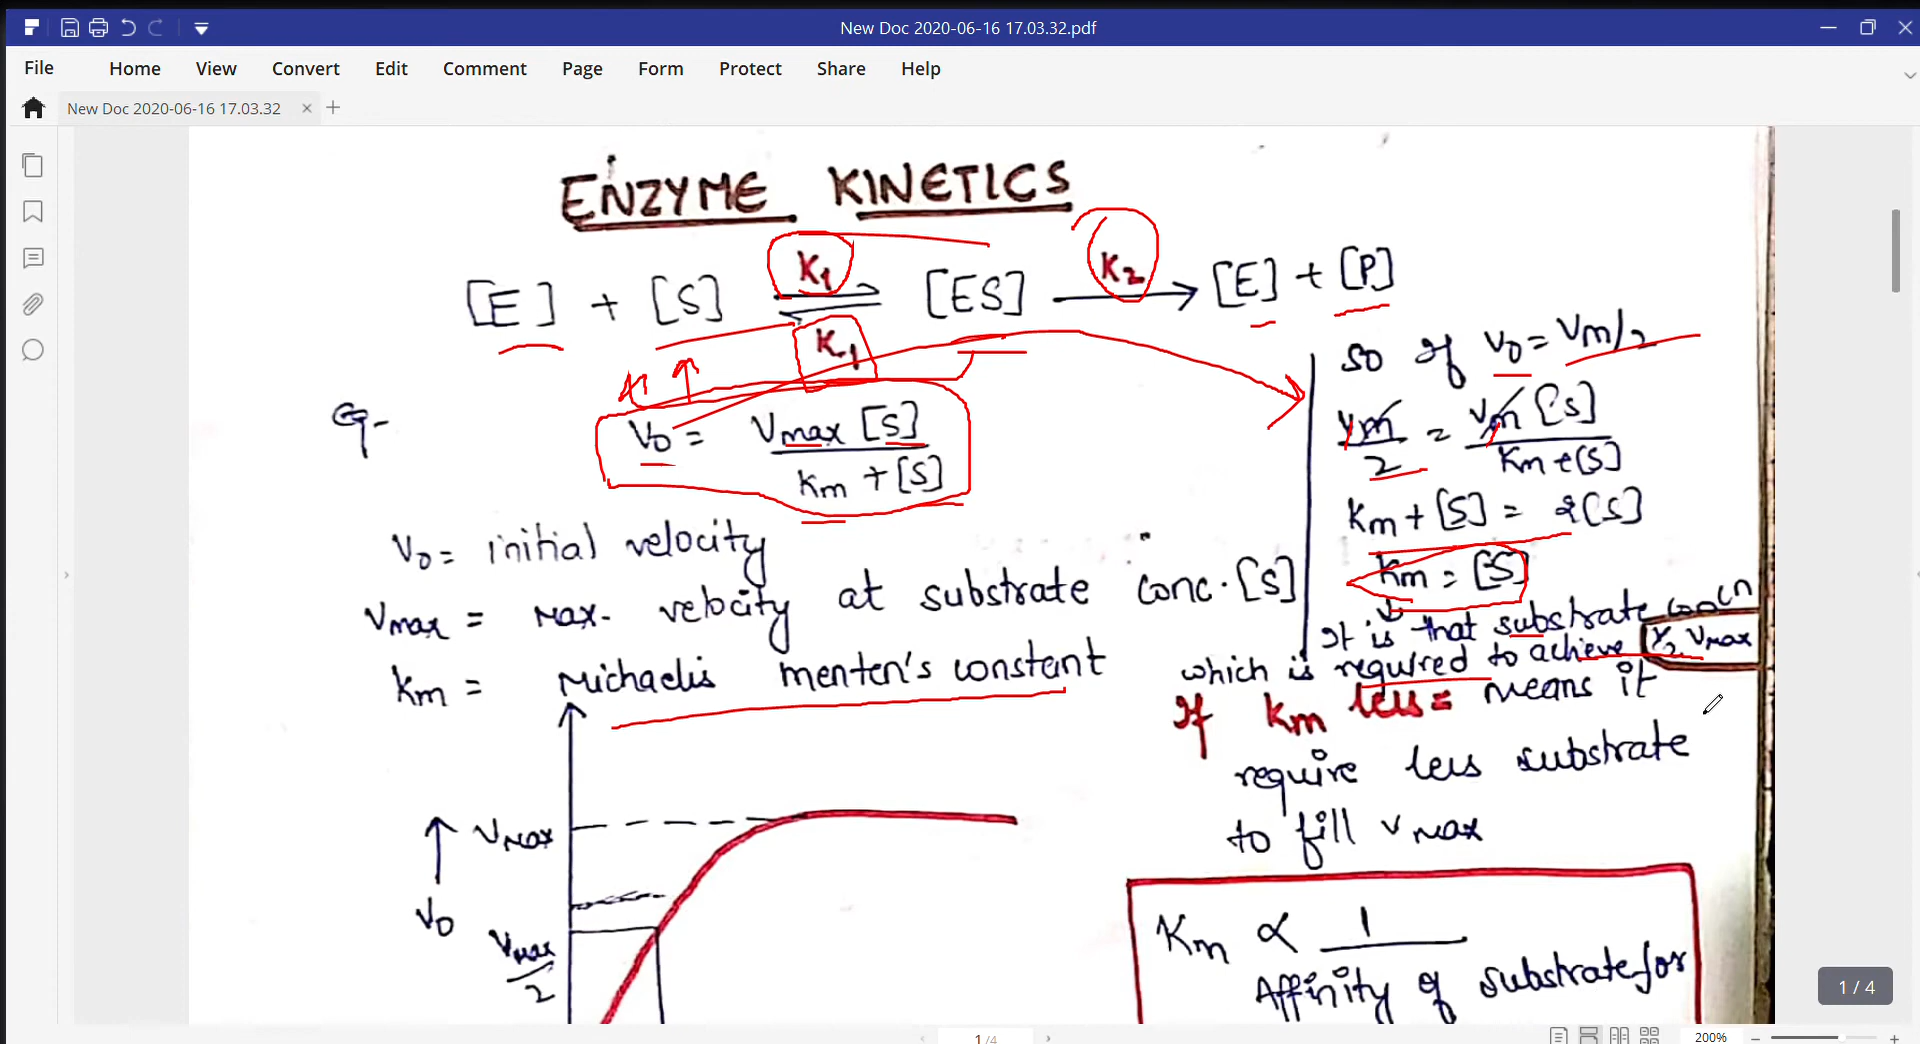 New Doc 2020-06-16 17.03.32.pdf
File Home View Convert Edit Comment Page Form Protect Share Help
New Doc 2020-06-16 17.03.32
ENZYME KINETICS
[E] + [S] K1 [ES] K2 [E] + [P]
K-1
V0 = Vmax [S]
Km + [S]
V0 = initial velocity
Vmax = Max. velocity at substrate conc. [S]
Km = Michaelis menten's constant
So if V0 = Vm/2
Vm/2 = Vm [S]
Km + [S]
Km + [S] = 2[S]
Km = [S]
It is that substrate
which is required to achieve ½ Vmax
If Km less = means it
require less substrate
to fill Vmax
Vmax
V0
Vmax
2
Km ∝ 1
Affinity of substrate for
1 / 4
1 /4
200%